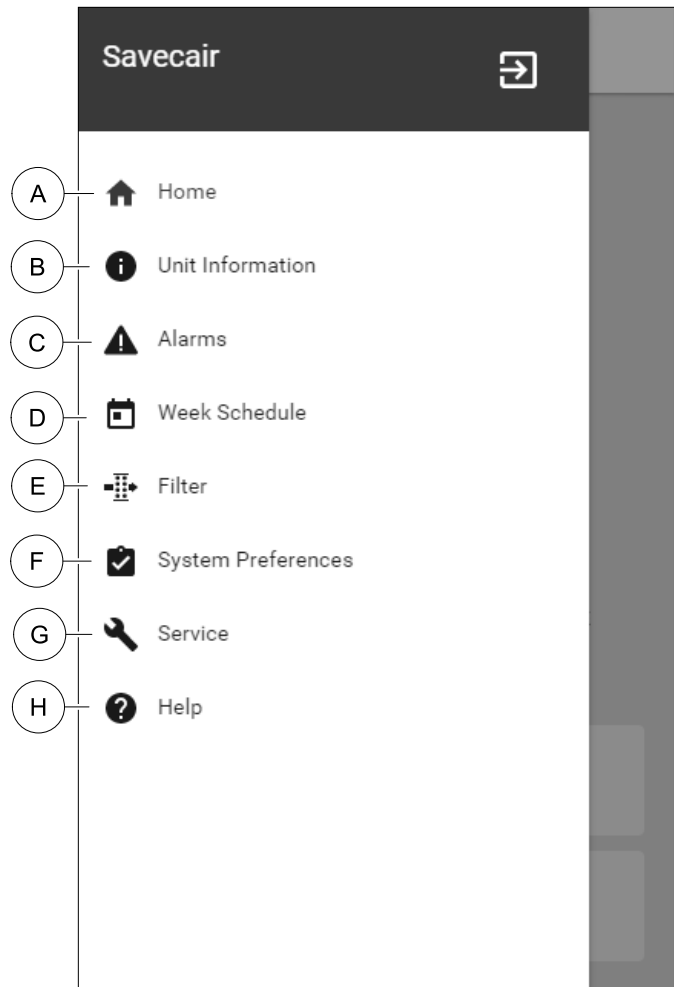 Savecair
A Home
B Unit Information
C Alarms
D Week Schedule
E Filter
F System Preferences
G Service
H Help